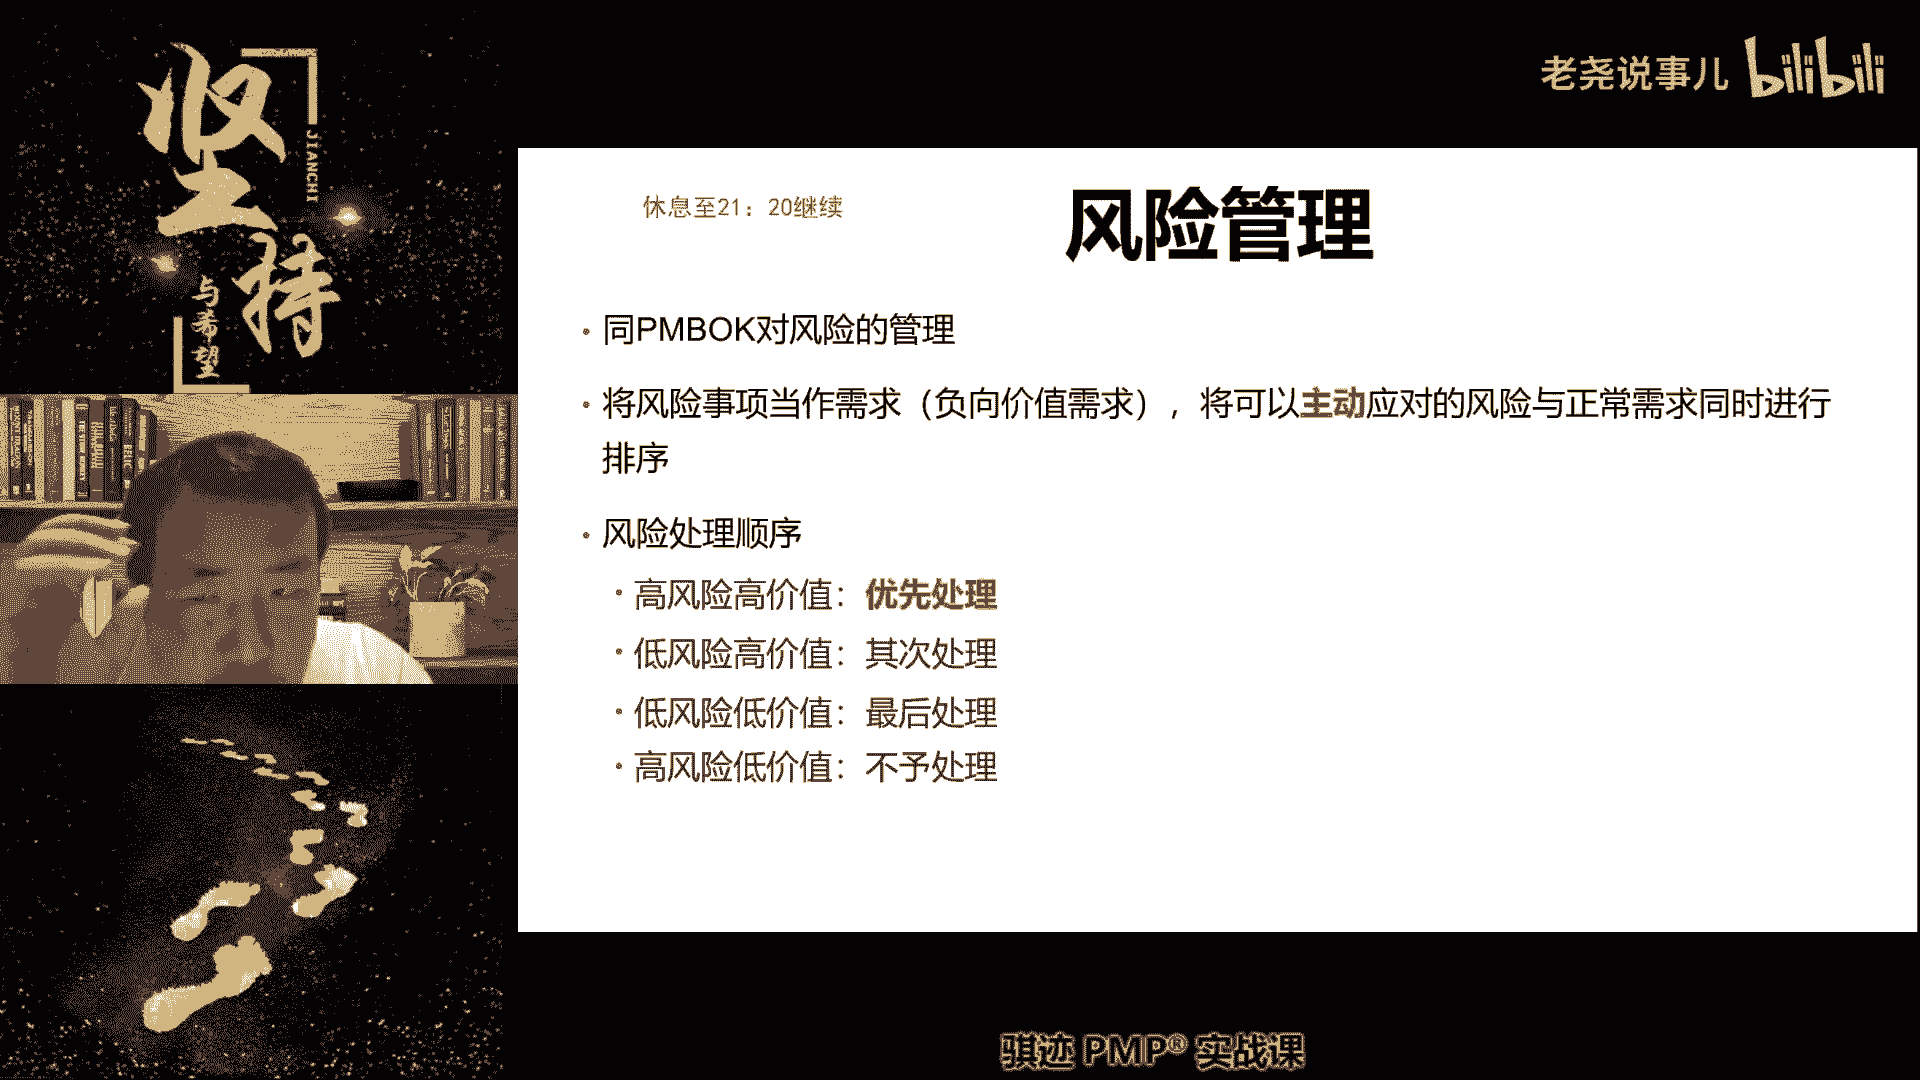 坚持
JIANCHI
与希望
老尧说事儿 bilibili
休息至21：20继续
风险管理
• 同PMBOK对风险的管理
• 将风险事项当作需求（负向价值需求），将可以主动应对的风险与正常需求同时进行
排序
• 风险处理顺序
• 高风险高价值：优先处理
• 低风险高价值：其次处理
• 低风险低价值：最后处理
• 高风险低价值：不予处理
骐迹 PMP® 实战课